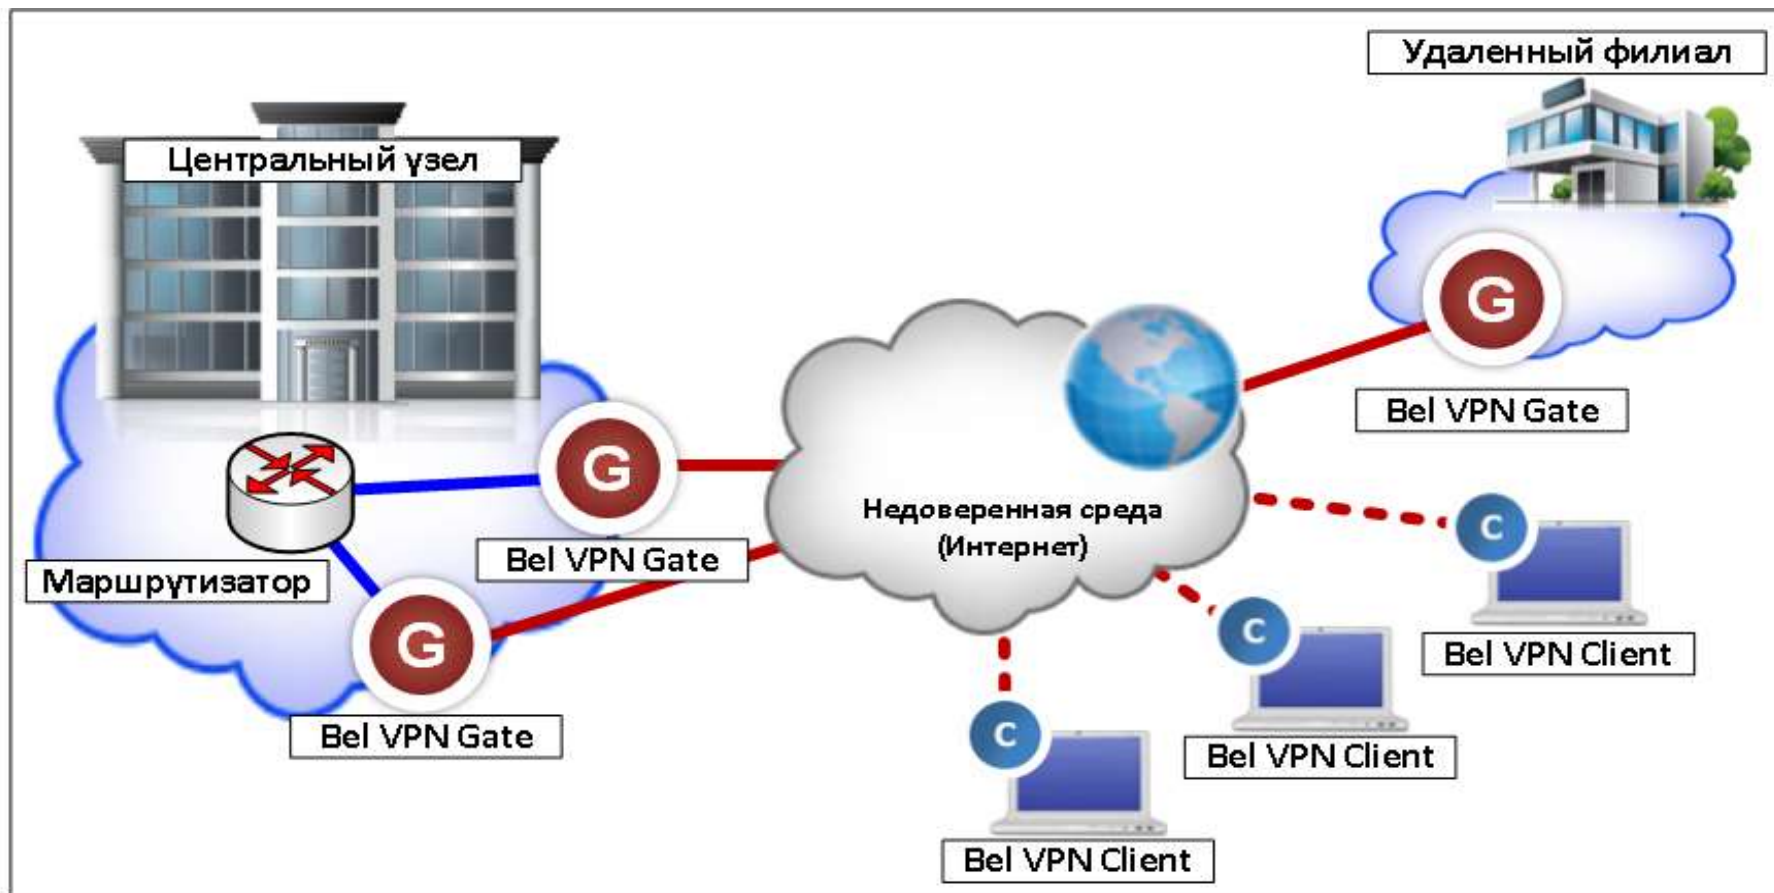 Удаленный филиал
Центральный узел
G
Bel VPN Gate
G
Bel VPN Gate
Маршрутизатор
G
Bel VPN Gate
Недоверенная среда
(Интернет)
C
Bel VPN Client
C
Bel VPN Client
C
Bel VPN Client